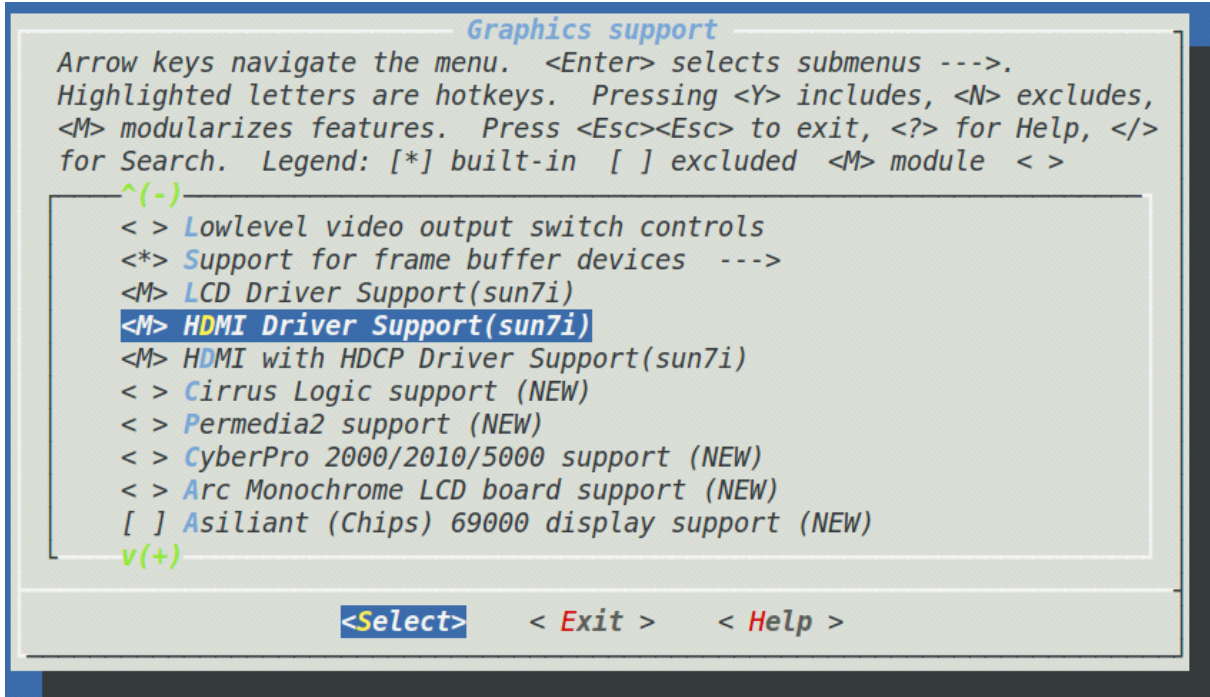 Graphics support
Arrow keys navigate the menu.  <Enter> selects submenus --->.
Highlighted letters are hotkeys.  Pressing <Y> includes, <N> excludes,
<M> modularizes features.  Press <Esc><Esc> to exit, <?> for Help, </>
for Search.  Legend: [*] built-in  [ ] excluded  <M> module  < >
^(-)
< > Lowlevel video output switch controls
<*> Support for frame buffer devices  --->
<M> LCD Driver Support(sun7i)
<M> HDMI Driver Support(sun7i)
<M> HDMI with HDCP Driver Support(sun7i)
< > Cirrus Logic support (NEW)
< > Permedia2 support (NEW)
< > CyberPro 2000/2010/5000 support (NEW)
< > Arc Monochrome LCD board support (NEW)
[ ] Asiliant (Chips) 69000 display support (NEW)
v(+)
<Select>    < Exit >    < Help >